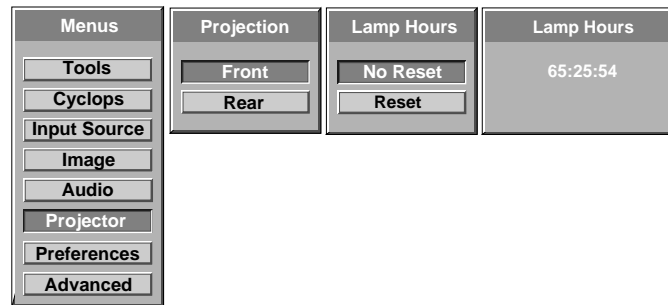 Menus
Tools
Cyclops
Input Source
Image
Audio
Projector
Preferences
Advanced
Projection
Front
Rear
Lamp Hours
No Reset
Reset
Lamp Hours
65:25:54